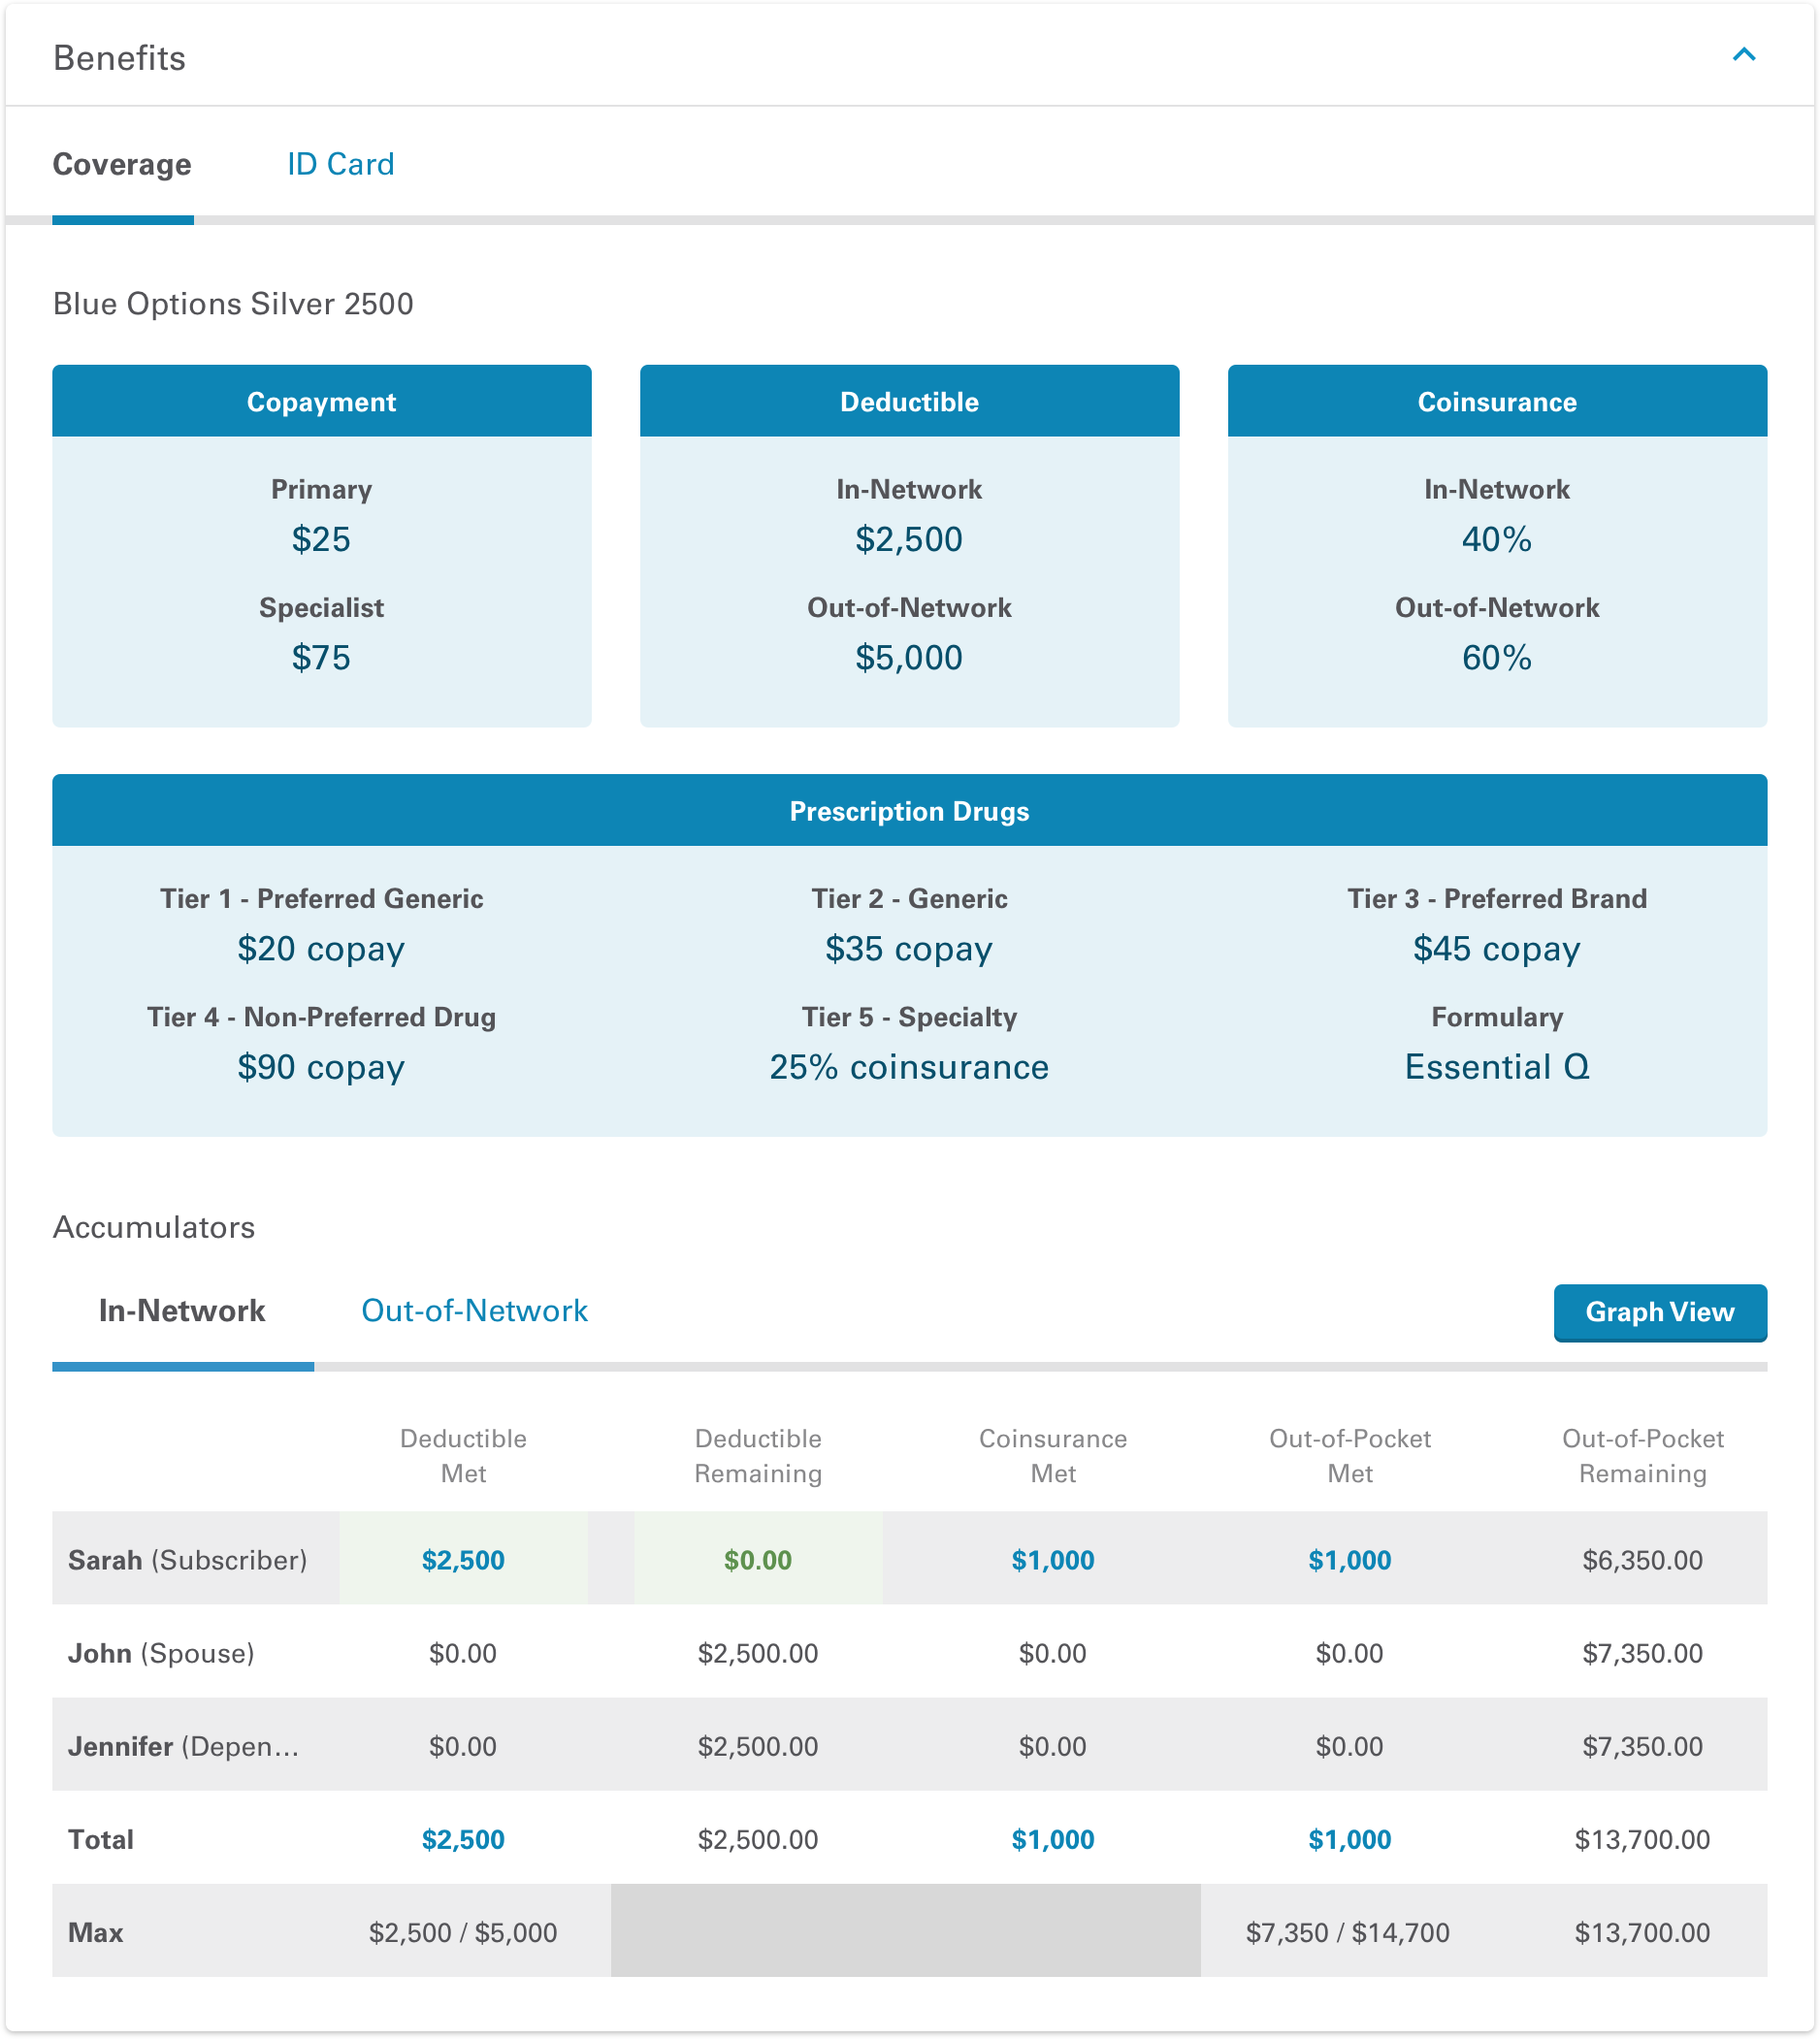 Benefits
Coverage ID Card
Blue Options Silver 2500
Copayment
Primary
$25
Specialist
$75
Deductible
In-Network
$2,500
Out-of-Network
$5,000
Coinsurance
In-Network
40%
Out-of-Network
60%
Prescription Drugs
Tier 1 - Preferred Generic
$20 copay
Tier 2 - Generic
$35 copay
Tier 3 - Preferred Brand
$45 copay
Tier 4 - Non-Preferred Drug
$90 copay
Tier 5 - Specialty
25% coinsurance
Formulary
Essential Q
Accumulators
In-Network Out-of-Network Graph View
Deductible Deductible Coinsurance Out-of-Pocket Out-of-Pocket
Met Remaining Met Met Remaining
Sarah (Subscriber) $2,500 $0.00 $1,000 $1,000 $6,350.00
John (Spouse) $0.00 $2,500.00 $0.00 $0.00 $7,350.00
Jennifer (Depen... $0.00 $2,500.00 $0.00 $0.00 $7,350.00
Total $2,500 $2,500.00 $1,000 $1,000 $13,700.00
Max $2,500 / $5,000 $7,350 / $14,700 $13,700.00